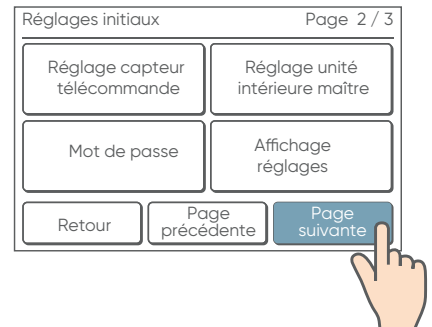 Réglages initiaux Page 2 / 3
Réglage capteur
télécommande
Réglage unité
intérieure maître
Mot de passe
Affichage
réglages
Retour
Page
précédente
Page
suivante